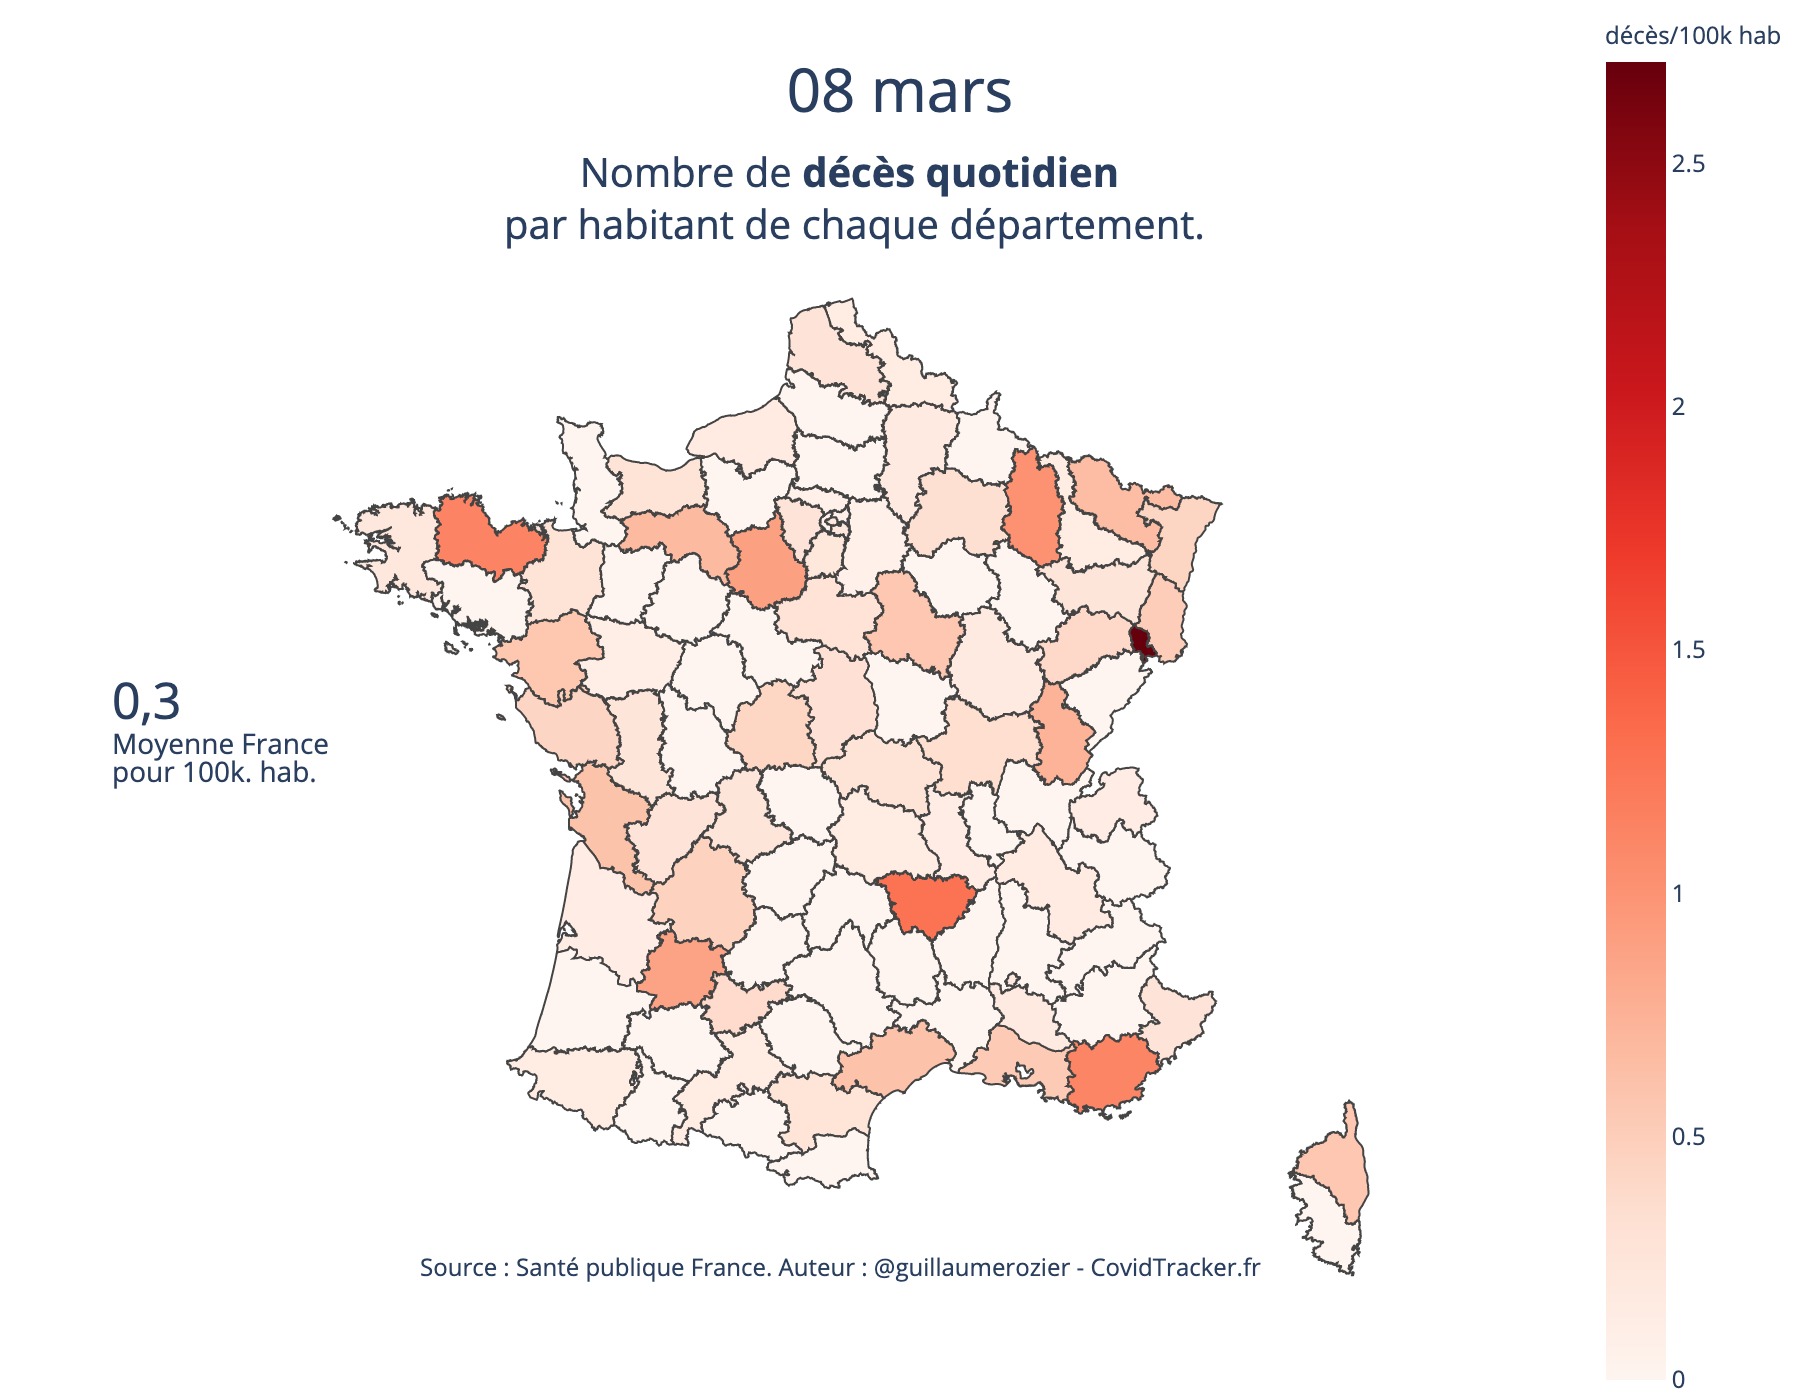 décès/100k hab
08 mars
Nombre de décès quotidien
par habitant de chaque département.
2.5
2
1.5
1
0.5
0
0,3
Moyenne France
pour 100k. hab.
Source : Santé publique France. Auteur : @guillaumerozier - CovidTracker.fr